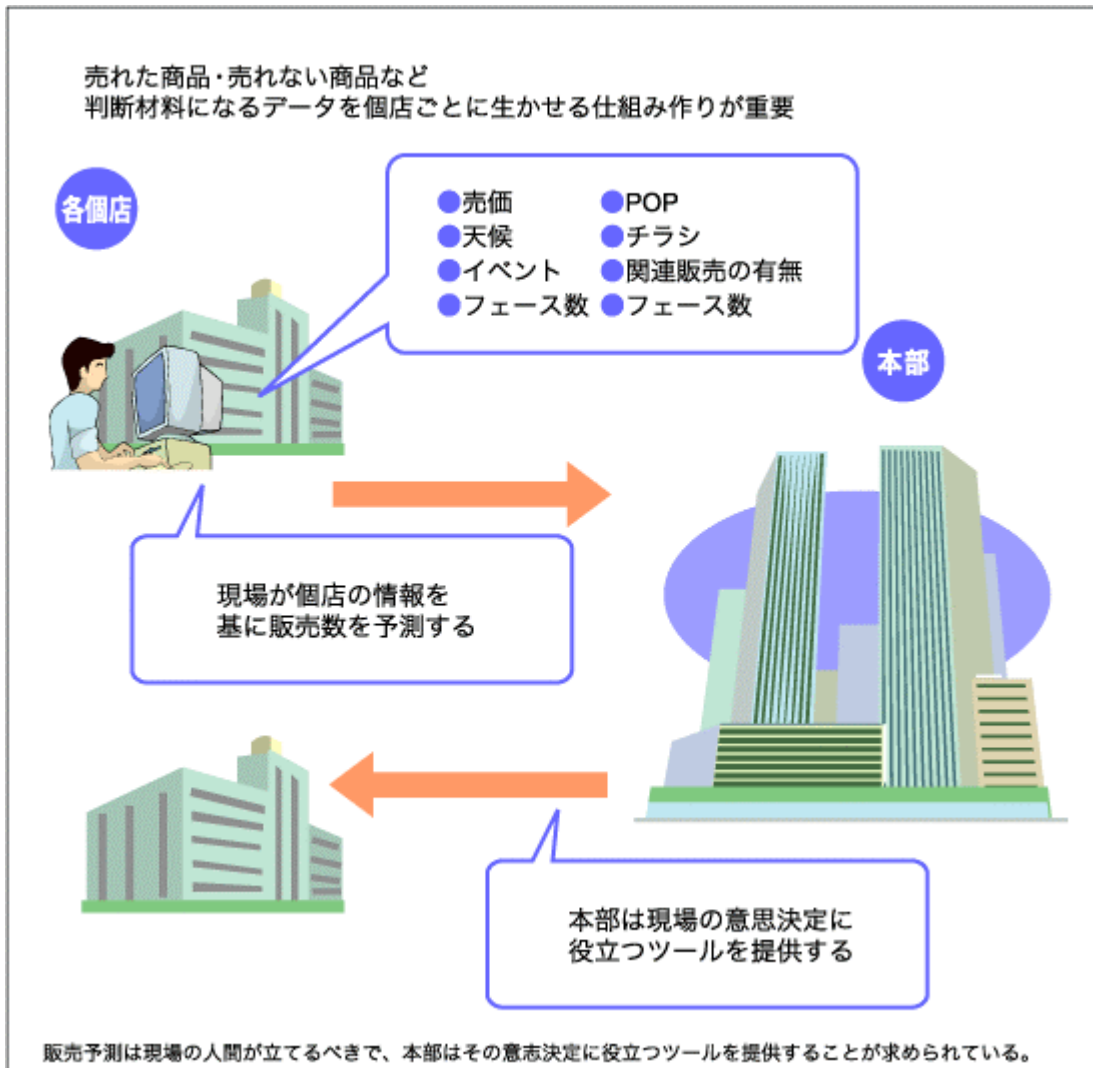 売れた商品・売れない商品など
判断材料になるデータを個店ごとに生かせる仕組み作りが重要
各個店
●売価
●天候
●イベント
●フェース数
●POP
●チラシ
●関連販売の有無
●フェース数
本部
現場が個店の情報を
基に販売数を予測する
本部は現場の意思決定に
役立つツールを提供する
販売予測は現場の人間が立てるべきで、本部はその意志決定に役立つツールを提供することが求められている。